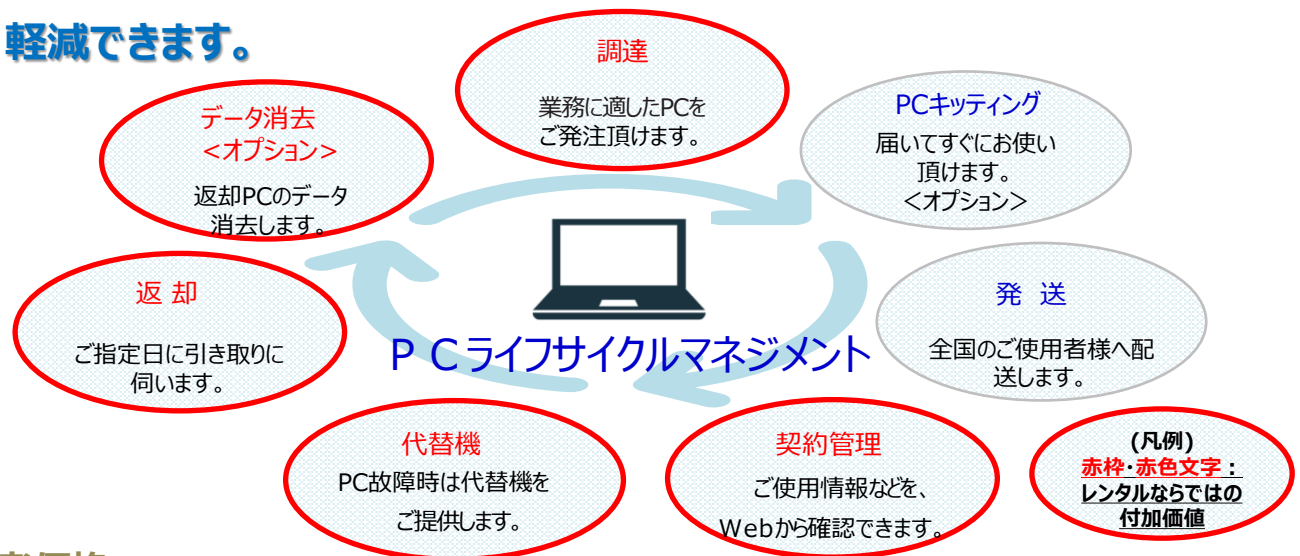 軽減できます。
調達
業務に適したPCを
ご発注頂けます。
PCキッティング
届いてすぐにお使い
頂けます。
<オプション>
発 送
全国のご使用者様へ配
送します。
契約管理
ご使用情報などを、
Webから確認できます。
代替機
PC故障時は代替機を
ご提供します。
返 却
ご指定日に引き取りに
伺います。
データ消去
<オプション>
返却PCのデータ
消去します。
PCライフサイクルマネジメント
(凡例)
赤枠・赤色文字：
レンタルならではの
付加価値